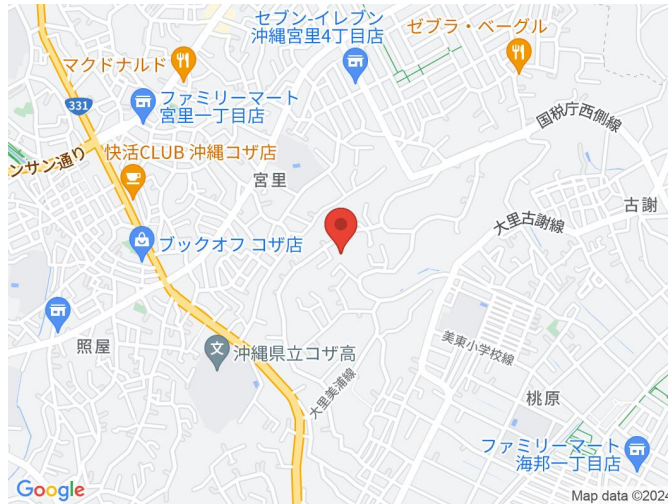 セブン-イレブン
沖縄宮里4丁目店
ゼブラ・ベーグル
マクドナルド
331
ファミリーマート
宮里一丁目店
国税庁西側線
ンサン通り
快活CLUB 沖縄コザ店
宮里
古謝
大里古謝線
ブックオフ コザ店
美東小学校線
照屋
文
沖縄県立コザ高
大里美浦線
桃原
ファミリーマート
海邦一丁目店
Google
Map data ©202